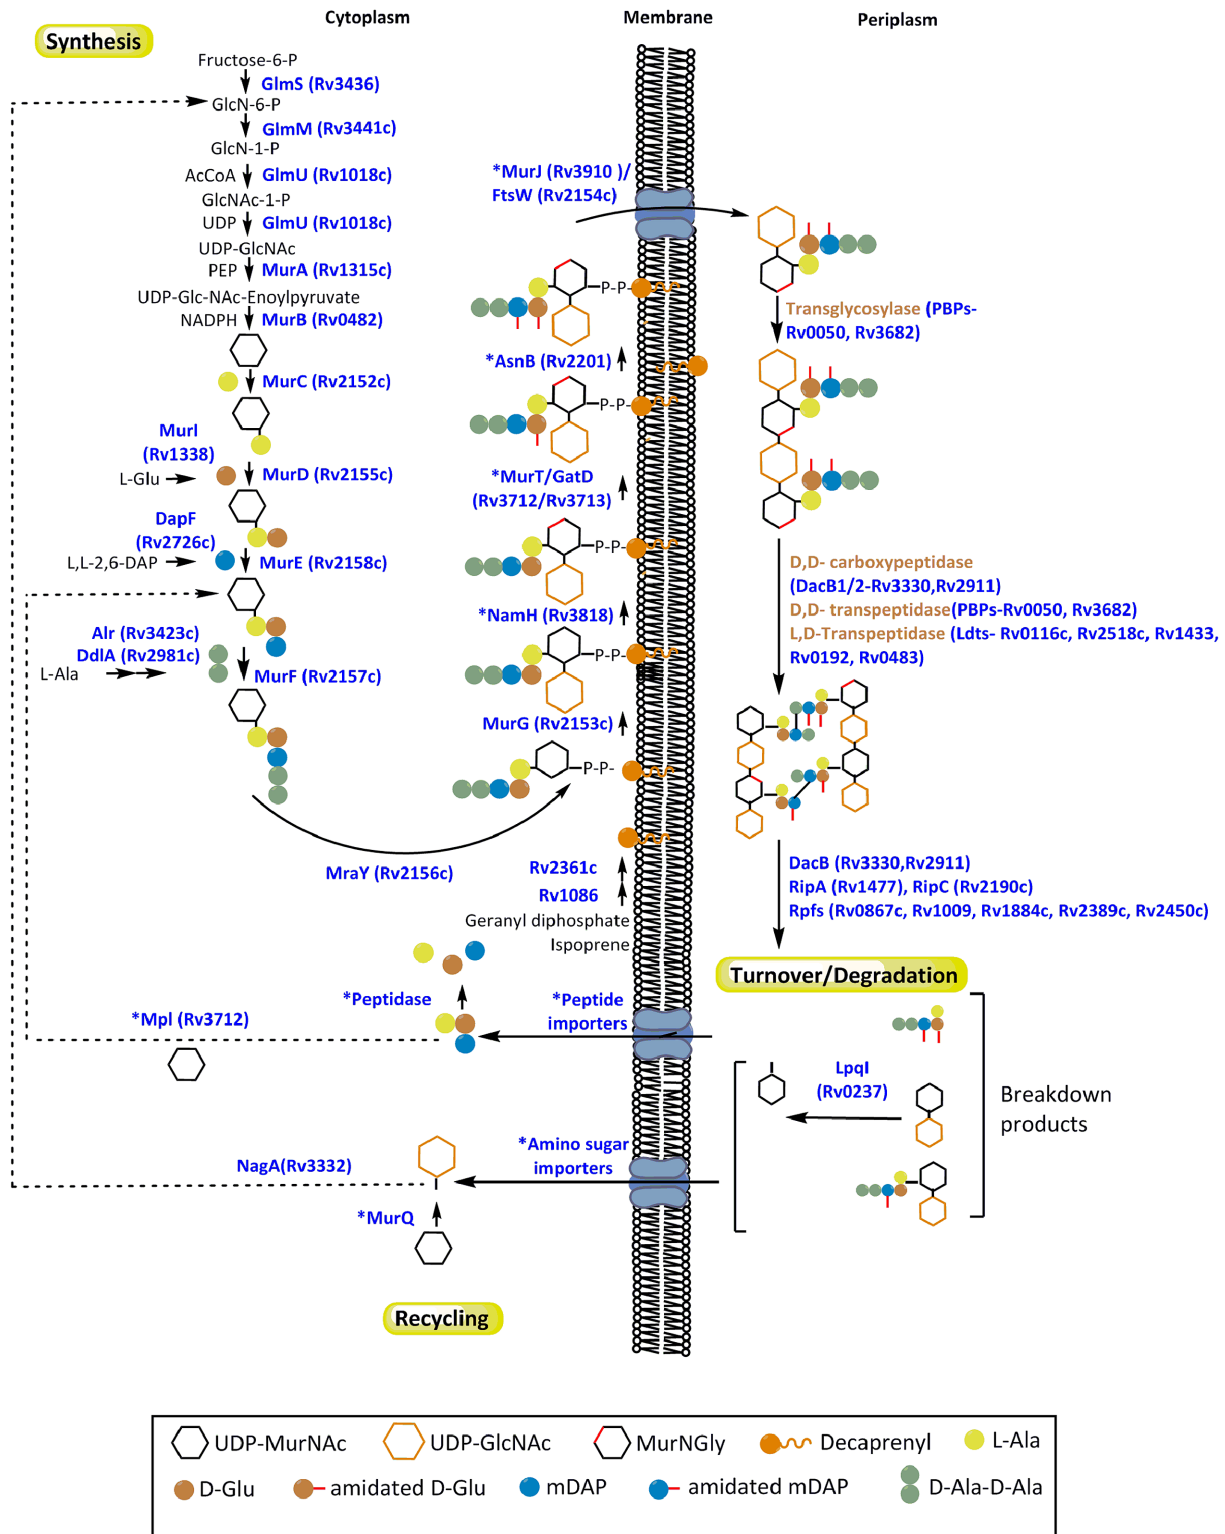 Cytoplasm
Membrane
Periplasm
Synthesis
Fructose-6-P
GlmS (Rv3436)
GlcN-6-P
GlmM (Rv3441c)
GlcN-1-P
AcCoA
GlmU (Rv1018c)
GlcNAc-1-P
UDP
GlmU (Rv1018c)
UDP-GlcNAc
PEP
MurA (Rv1315c)
UDP-Glc-NAc-Enoylpyruvate
NADPH
MurB (Rv0482)
MurC (Rv2152c)
MurI
(Rv1338)
L-Glu
MurD (Rv2155c)
DapF
(Rv2726c)
L,L-2,6-DAP
MurE (Rv2158c)
Alr (Rv3423c)
DdlA (Rv2981c)
L-Ala
MurF (Rv2157c)
MraY (Rv2156c)
*MurJ (Rv3910 )/
FtsW (Rv2154c)
P-P-
*AsnB (Rv2201)
P-P-
*MurT/GatD
(Rv3712/Rv3713)
P-P-
*NamH (Rv3818)
P-P-
MurG (Rv2153c)
P-P-
Rv2361c
Rv1086
Geranyl diphosphate
Ispoprene
Transglycosylase (PBPs-
Rv0050, Rv3682)
D,D- carboxypeptidase
(DacB1/2-Rv3330,Rv2911)
D,D- transpeptidase(PBPs-Rv0050, Rv3682)
L,D-Transpeptidase (Ldts- Rv0116c, Rv2518c, Rv1433,
Rv0192, Rv0483)
DacB (Rv3330,Rv2911)
RipA (Rv1477), RipC (Rv2190c)
Rpfs (Rv0867c, Rv1009, Rv1884c, Rv2389c, Rv2450c)
Turnover/Degradation
*Peptidase
*Peptide
importers
*Mpl (Rv3712)
LpqI
(Rv0237)
Breakdown
products
*Amino sugar
importers
NagA(Rv3332)
*MurQ
Recycling
UDP-MurNAc
UDP-GlcNAc
MurNGly
Decaprenyl
L-Ala
D-Glu
amidated D-Glu
mDAP
amidated mDAP
D-Ala-D-Ala